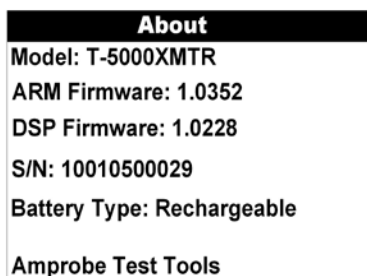 About
Model: T-5000XMTR
ARM Firmware: 1.0352
DSP Firmware: 1.0228
S/N: 10010500029
Battery Type: Rechargeable
Amprobe Test Tools